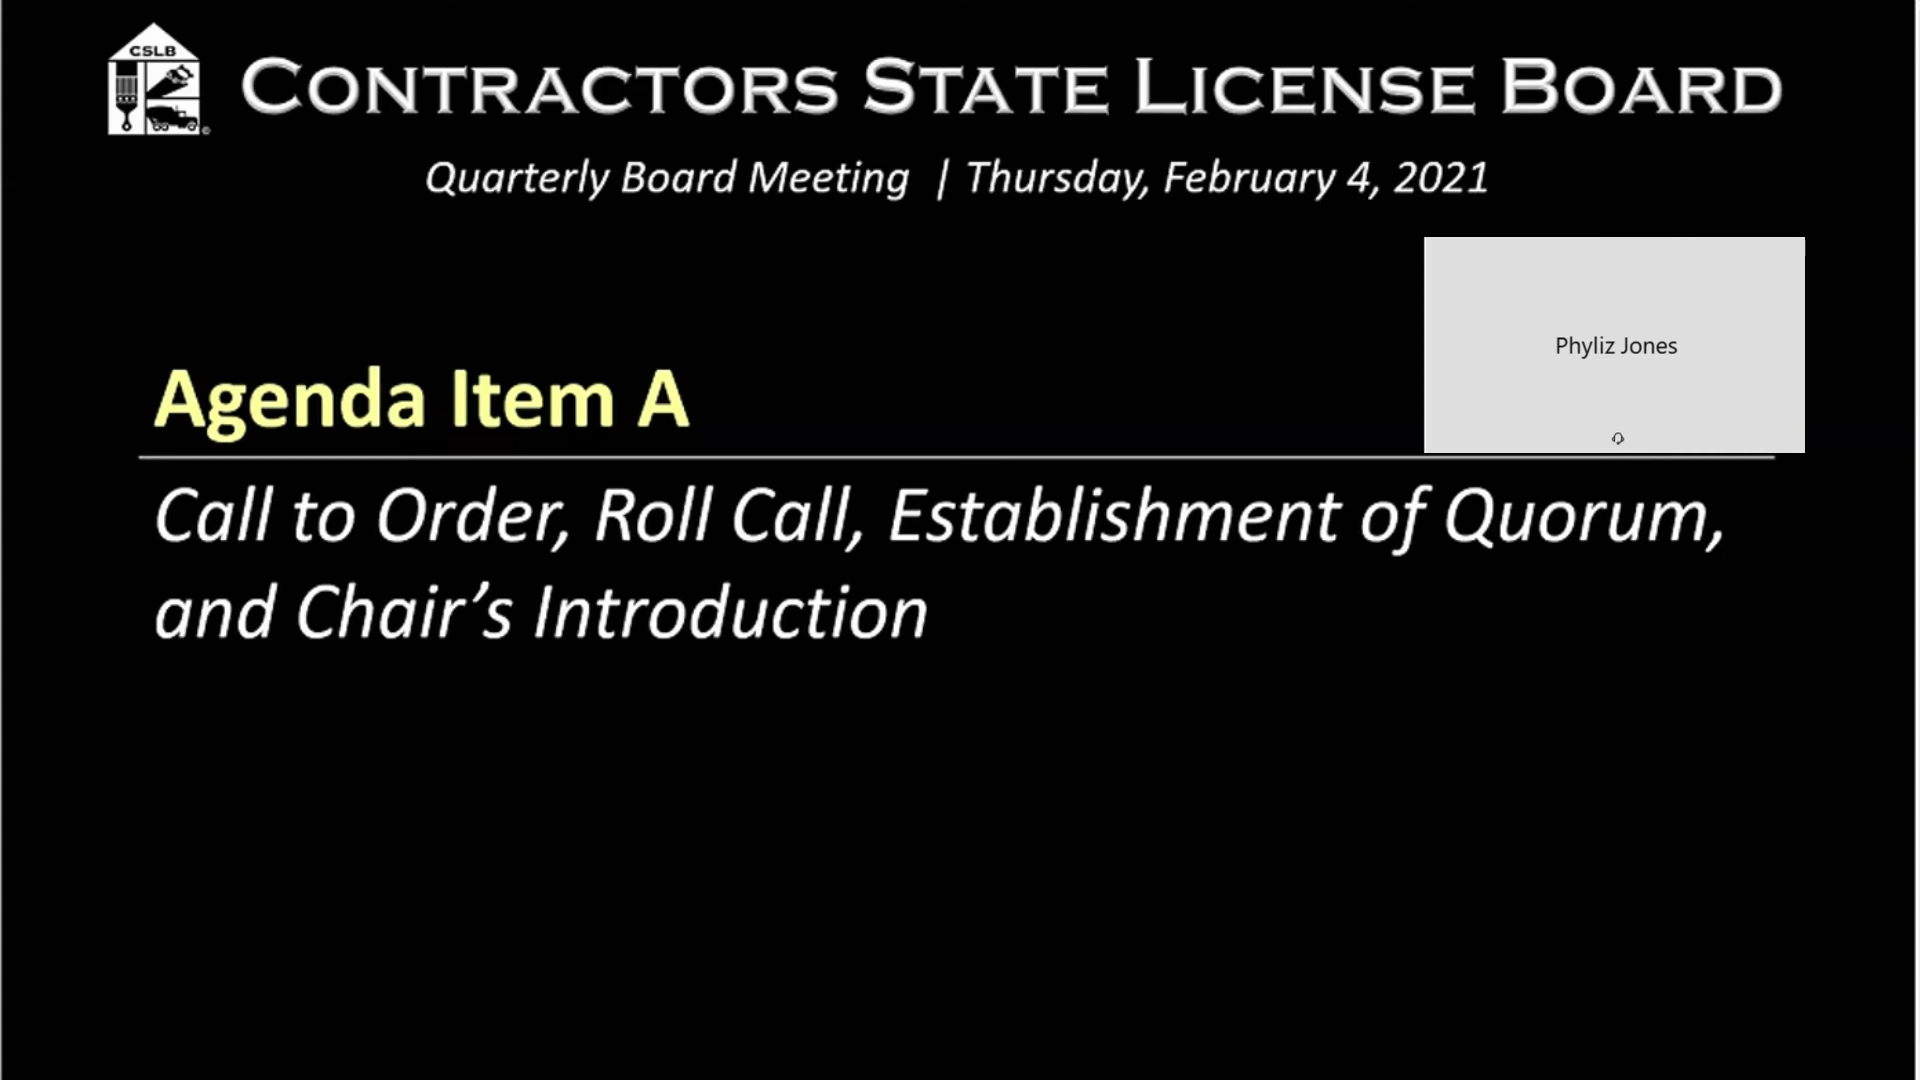 CSLB
CONTRACTORS STATE LICENSE BOARD
Quarterly Board Meeting | Thursday, February 4, 2021
Phyliz Jones
Agenda Item A
Call to Order, Roll Call, Establishment of Quorum,
and Chair’s Introduction